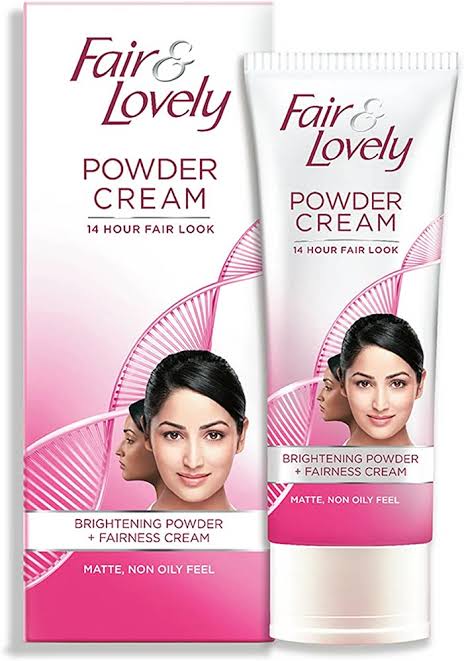 Fair &
Lovely
POWDER
CREAM
14 HOUR FAIR LOOK
BRIGHTENING POWDER
+ FAIRNESS CREAM
MATTE, NON OILY FEEL
Fair &
Lovely
POWDER
CREAM
14 HOUR FAIR LOOK
BRIGHTENING POWDER
+ FAIRNESS CREAM
MATTE, NON OILY FEEL